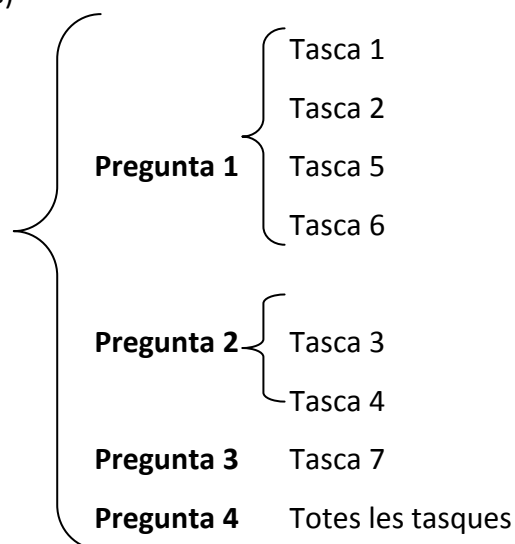 Tasca 1
Tasca 2
Pregunta 1 Tasca 5
Tasca 6
Pregunta 2 Tasca 3
Tasca 4
Pregunta 3 Tasca 7
Pregunta 4 Totes les tasques